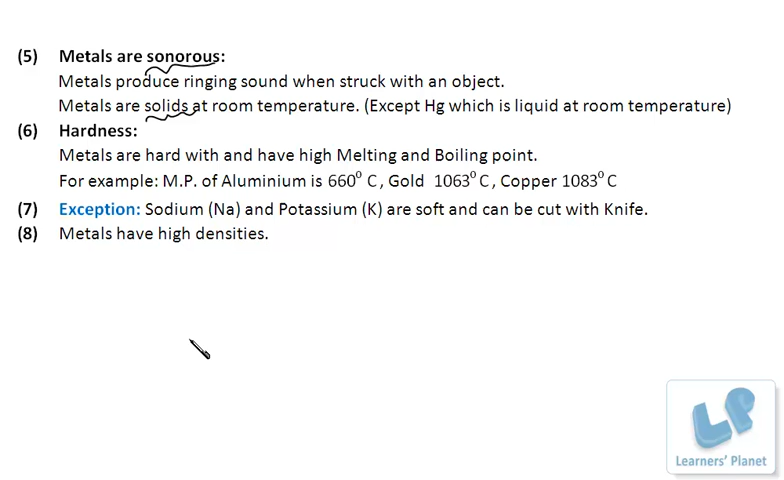 (5) Metals are sonorous:
Metals produce ringing sound when struck with an object.
Metals are solids at room temperature. (Except Hg which is liquid at room temperature)
(6) Hardness:
Metals are hard with and have high Melting and Boiling point.
For example: M.P. of Aluminium is 660⁰ C, Gold 1063⁰ C, Copper 1083⁰ C
(7) Exception: Sodium (Na) and Potassium (K) are soft and can be cut with Knife.
(8) Metals have high densities.
LP
Learners' Planet